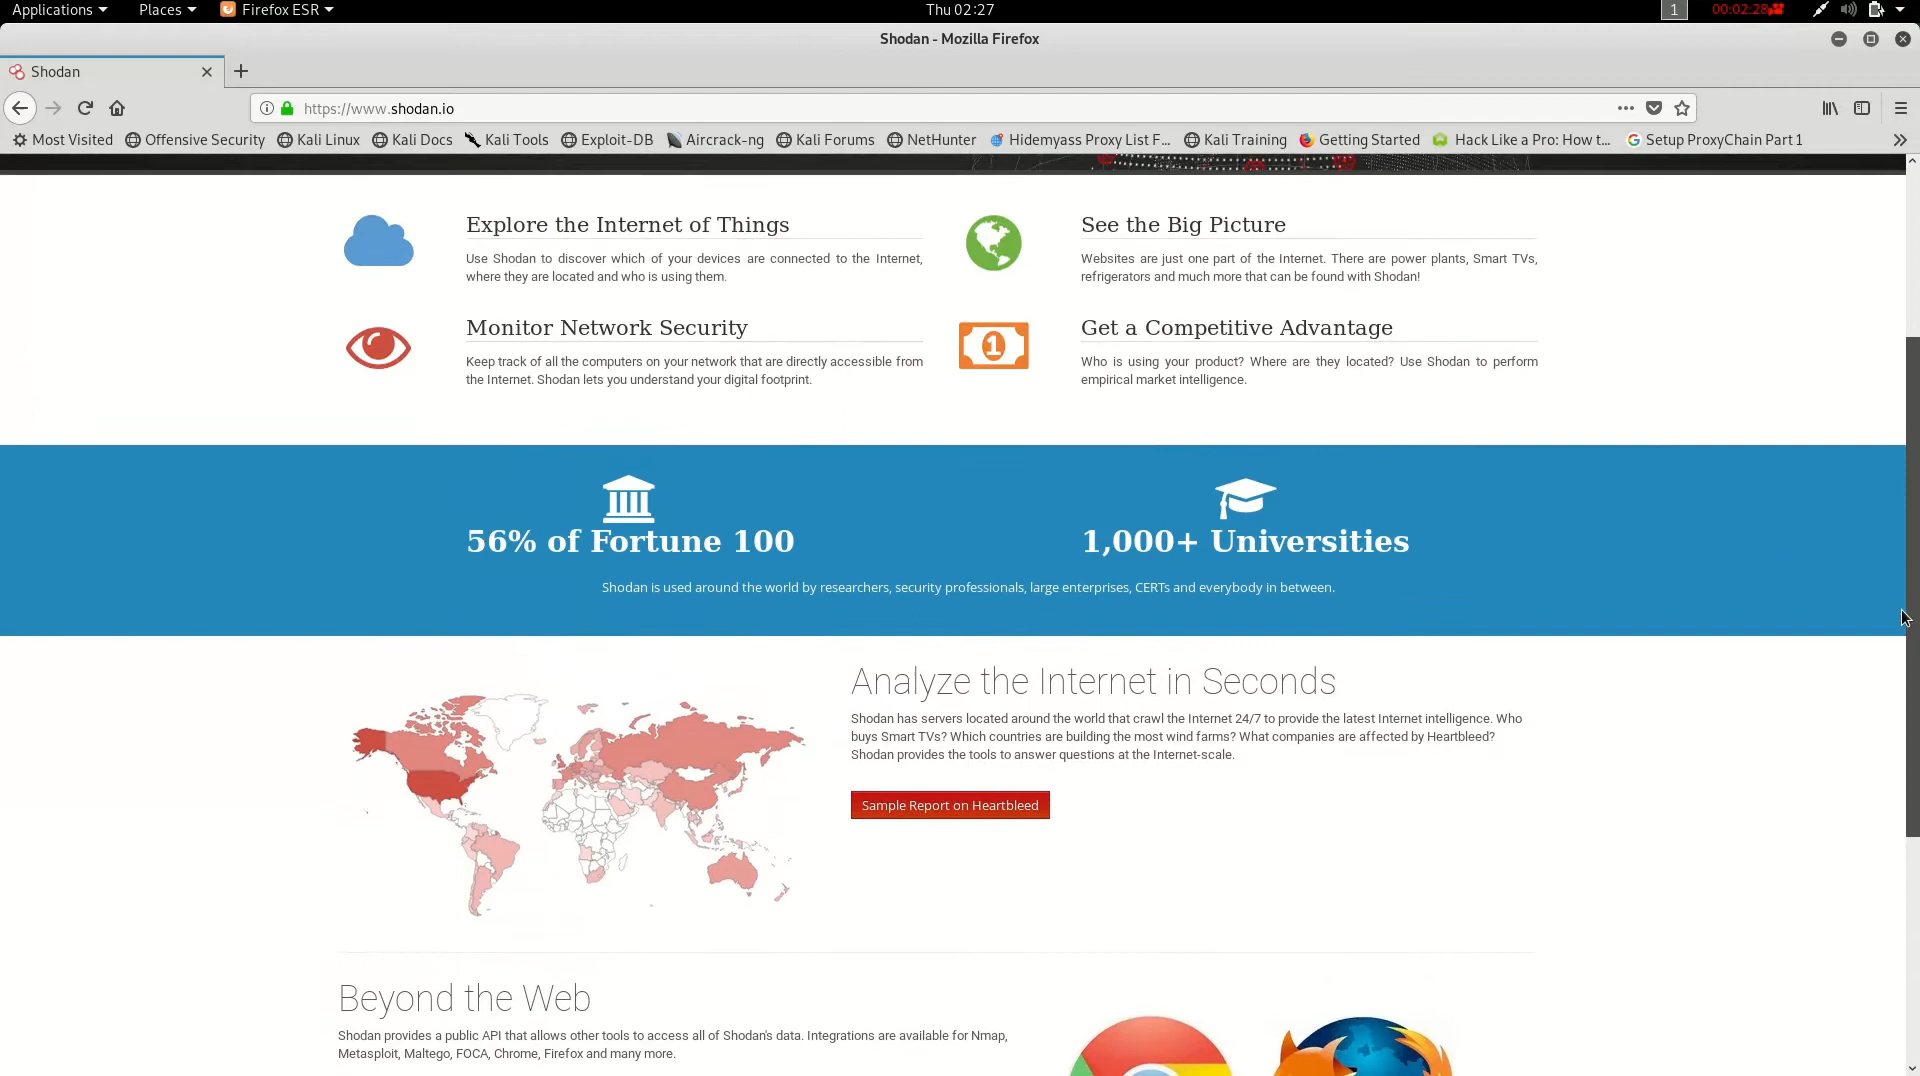 Applications Places Firefox ESR Thu 02:27 1 00:02:28
Shodan - Mozilla Firefox
Shodan
https://www.shodan.io
Most Visited Offensive Security Kali Linux Kali Docs Kali Tools Exploit-DB Aircrack-ng Kali Forums NetHunter Hidemyass Proxy List F... Kali Training Getting Started Hack Like a Pro: How t... Setup ProxyChain Part 1
Explore the Internet of Things
Use Shodan to discover which of your devices are connected to the Internet,
where they are located and who is using them.
See the Big Picture
Websites are just one part of the Internet. There are power plants, Smart TVs,
refrigerators and much more that can be found with Shodan!
Monitor Network Security
Keep track of all the computers on your network that are directly accessible from
the Internet. Shodan lets you understand your digital footprint.
1
Get a Competitive Advantage
Who is using your product? Where are they located? Use Shodan to perform
empirical market intelligence.
56% of Fortune 100
1,000+ Universities
Shodan is used around the world by researchers, security professionals, large enterprises, CERTs and everybody in between.
Analyze the Internet in Seconds
Shodan has servers located around the world that crawl the Internet 24/7 to provide the latest Internet intelligence. Who
buys Smart TVs? Which countries are building the most wind farms? What companies are affected by Heartbleed?
Shodan provides the tools to answer questions at the Internet-scale.
Sample Report on Heartbleed
Beyond the Web
Shodan provides a public API that allows other tools to access all of Shodan's data. Integrations are available for Nmap,
Metasploit, Maltego, FOCA, Chrome, Firefox and many more.